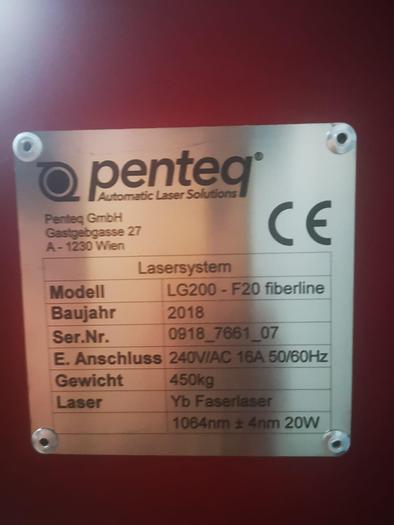 penteq®
Automatic Laser Solutions
Penteq GmbH
Gastgebgasse 27
A - 1230 Wien
CE
Lasersystem
Modell LG200 - F20 fiberline
Baujahr 2018
Ser.Nr. 0918_7661_07
E. Anschluss 240V/AC 16A 50/60Hz
Gewicht 450kg
Laser Yb Faserlaser
1064nm ± 4nm 20W